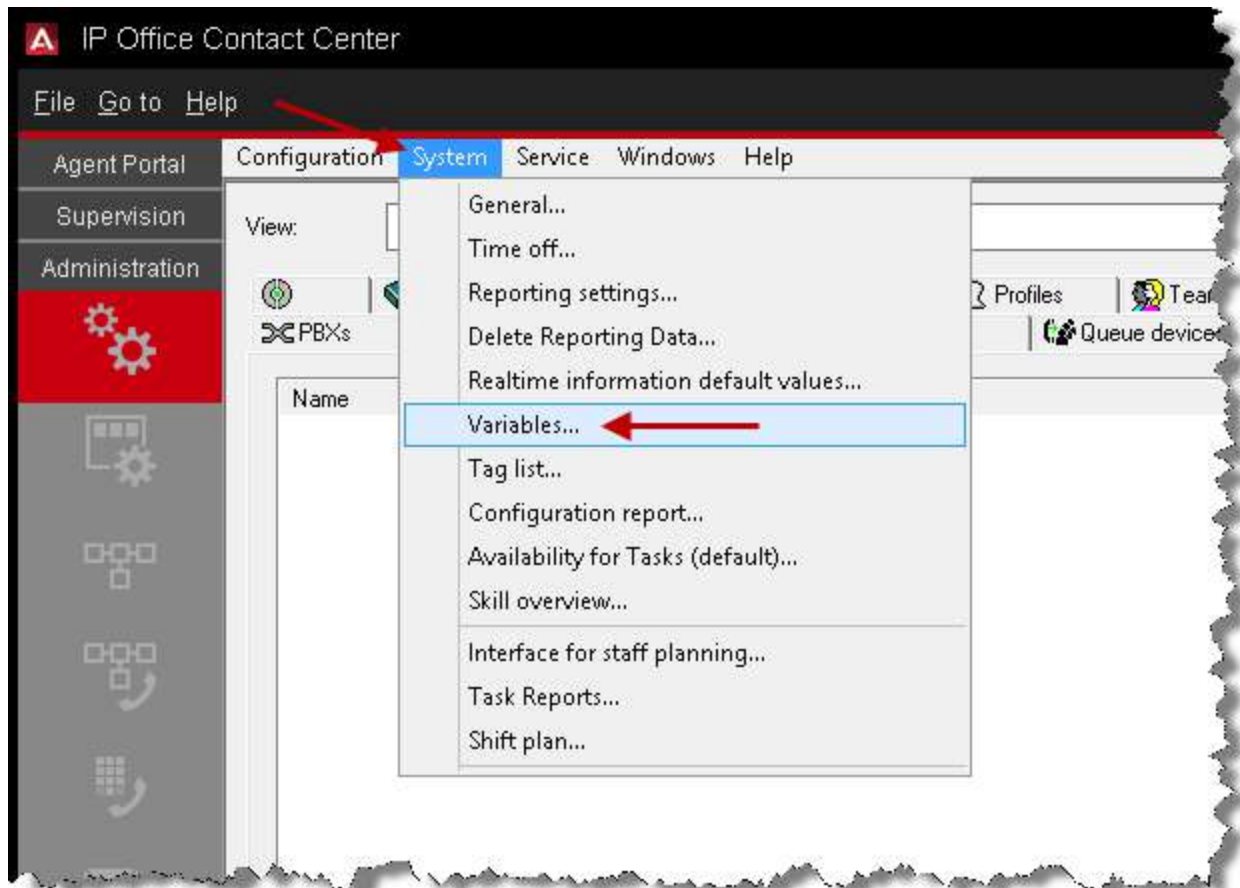 IP Office Contact Center
File Go to Help
Agent Portal
Supervision
Administration
Configuration System Service Windows Help
View:
General...
Time off...
Reporting settings...
Delete Reporting Data...
Realtime information default values...
Variables...
Tag list...
Configuration report...
Availability for Tasks (default)...
Skill overview...
Interface for staff planning...
Task Reports...
Shift plan...
Profiles
PBXs
Queue
Name